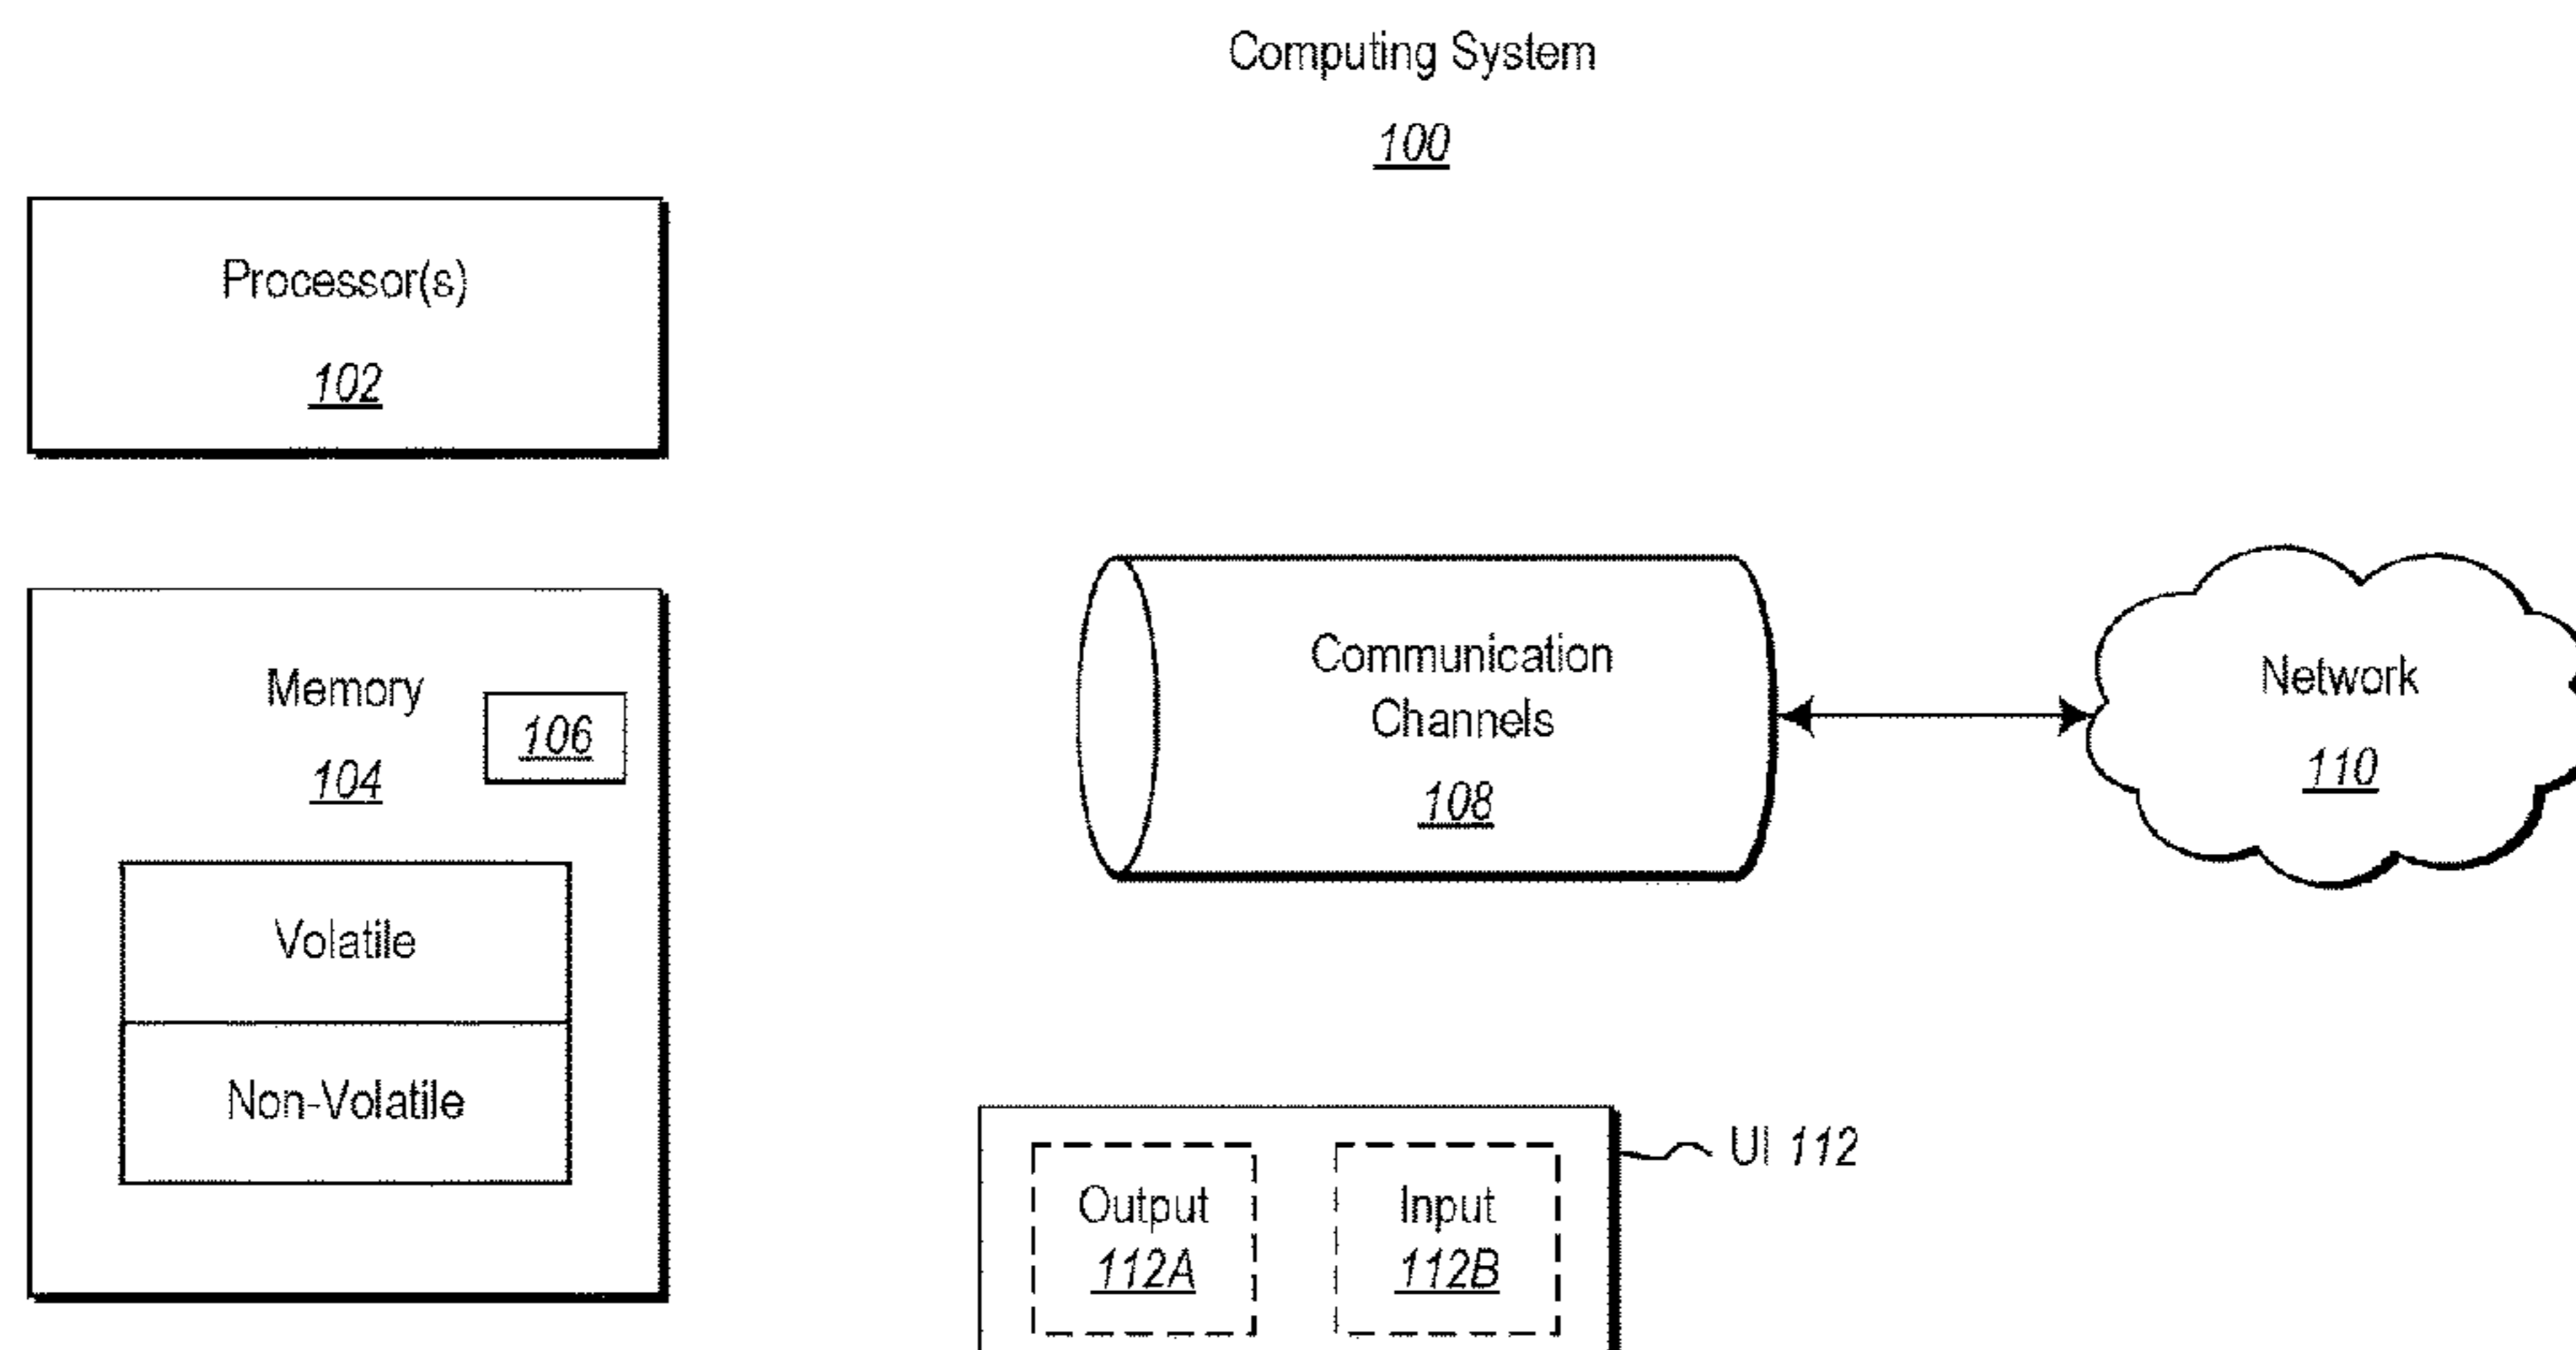 Computing System
100
Processor(s)
102
Memory
104
106
Volatile
Non-Volatile
Communication
Channels
108
Network
110
UI 112
Output
112A
Input
112B